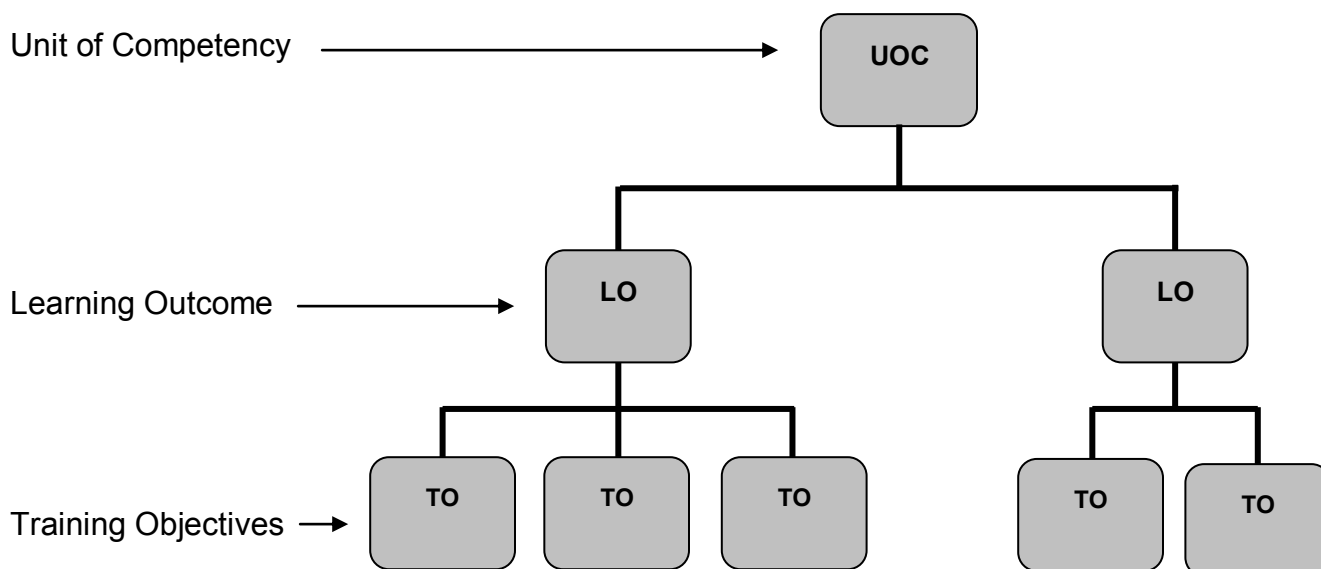 Unit of Competency
UOC
Learning Outcome
LO
LO
Training Objectives
TO
TO
TO
TO
TO